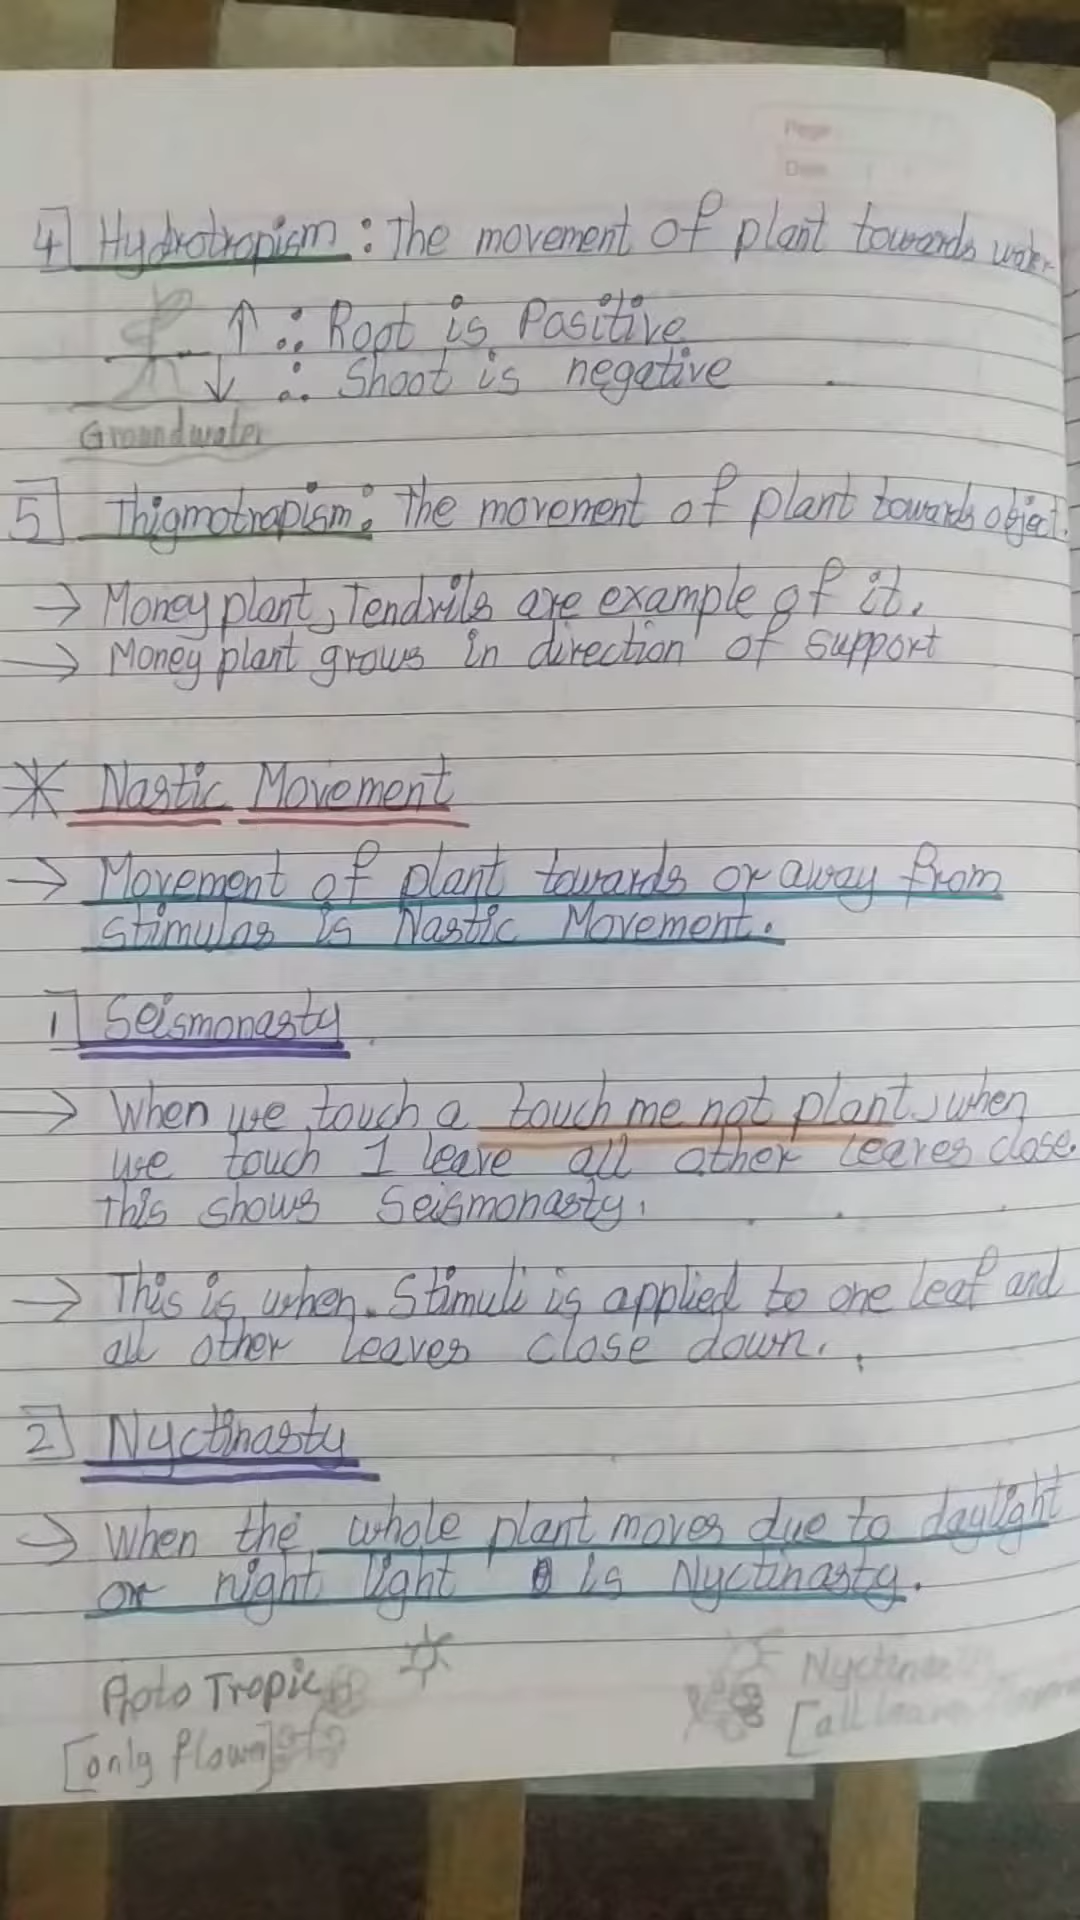 Page
Date
4] Hydrotropism : The movement of plant towards water
↑ ∴ Root is Positive
↓ ∴ Shoot is negative
Groundwater
5] Thigmotropism: The movement of plant towards object.
→ Money plant, Tendrils are example of it.
→ Money plant grows in direction of support
* Nastic Movement
→ Movement of plant towards or away from
stimulas is Nastic Movement.
1] Seismonasty
→ When we touch a touch me not plant, when
we touch 1 leave all other leaves close.
this shows Seismonasty.
→ This is when Stimuli is applied to one leaf and
all other leaves close down.
2] Nyctinasty
→ When the whole plant moves due to daylight
or night light is Nyctinasty.
Tropic
[only
[all